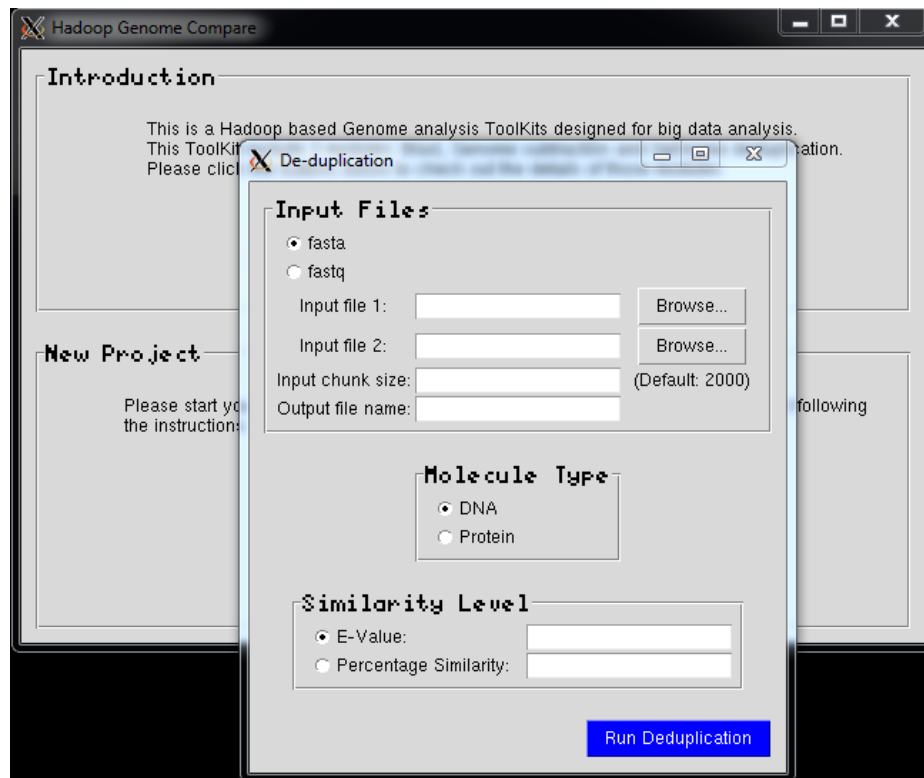 Hadoop Genome Compare
Introduction
This is a Hadoop based Genome analysis ToolKits designed for big data analysis.
This ToolKit
cation.
Please clic
De-duplication
Input Files
fasta
fastq
Input file 1:
Browse...
Input file 2:
Browse...
Input chunk size:
(Default: 2000)
Output file name:
New Project
Please start yo
following
the instructions
Molecule Type
DNA
Protein
Similarity Level
E-Value:
Percentage Similarity:
Run Deduplication